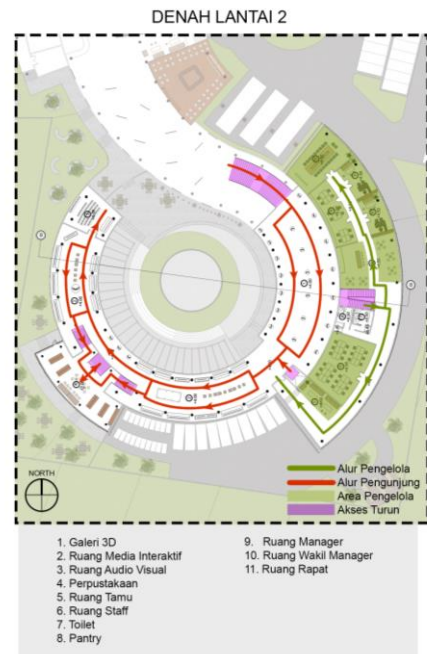 DENAH LANTAI 2
NORTH
Alur Pengelola
Alur Pengunjung
Area Pengelola
Akses Turun
1. Galeri 3D
2. Ruang Media Interaktif
3. Ruang Audio Visual
4. Perpustakaan
5. Ruang Tamu
6. Ruang Staff
7. Toilet
8. Pantry
9. Ruang Manager
10. Ruang Wakil Manager
11. Ruang Rapat